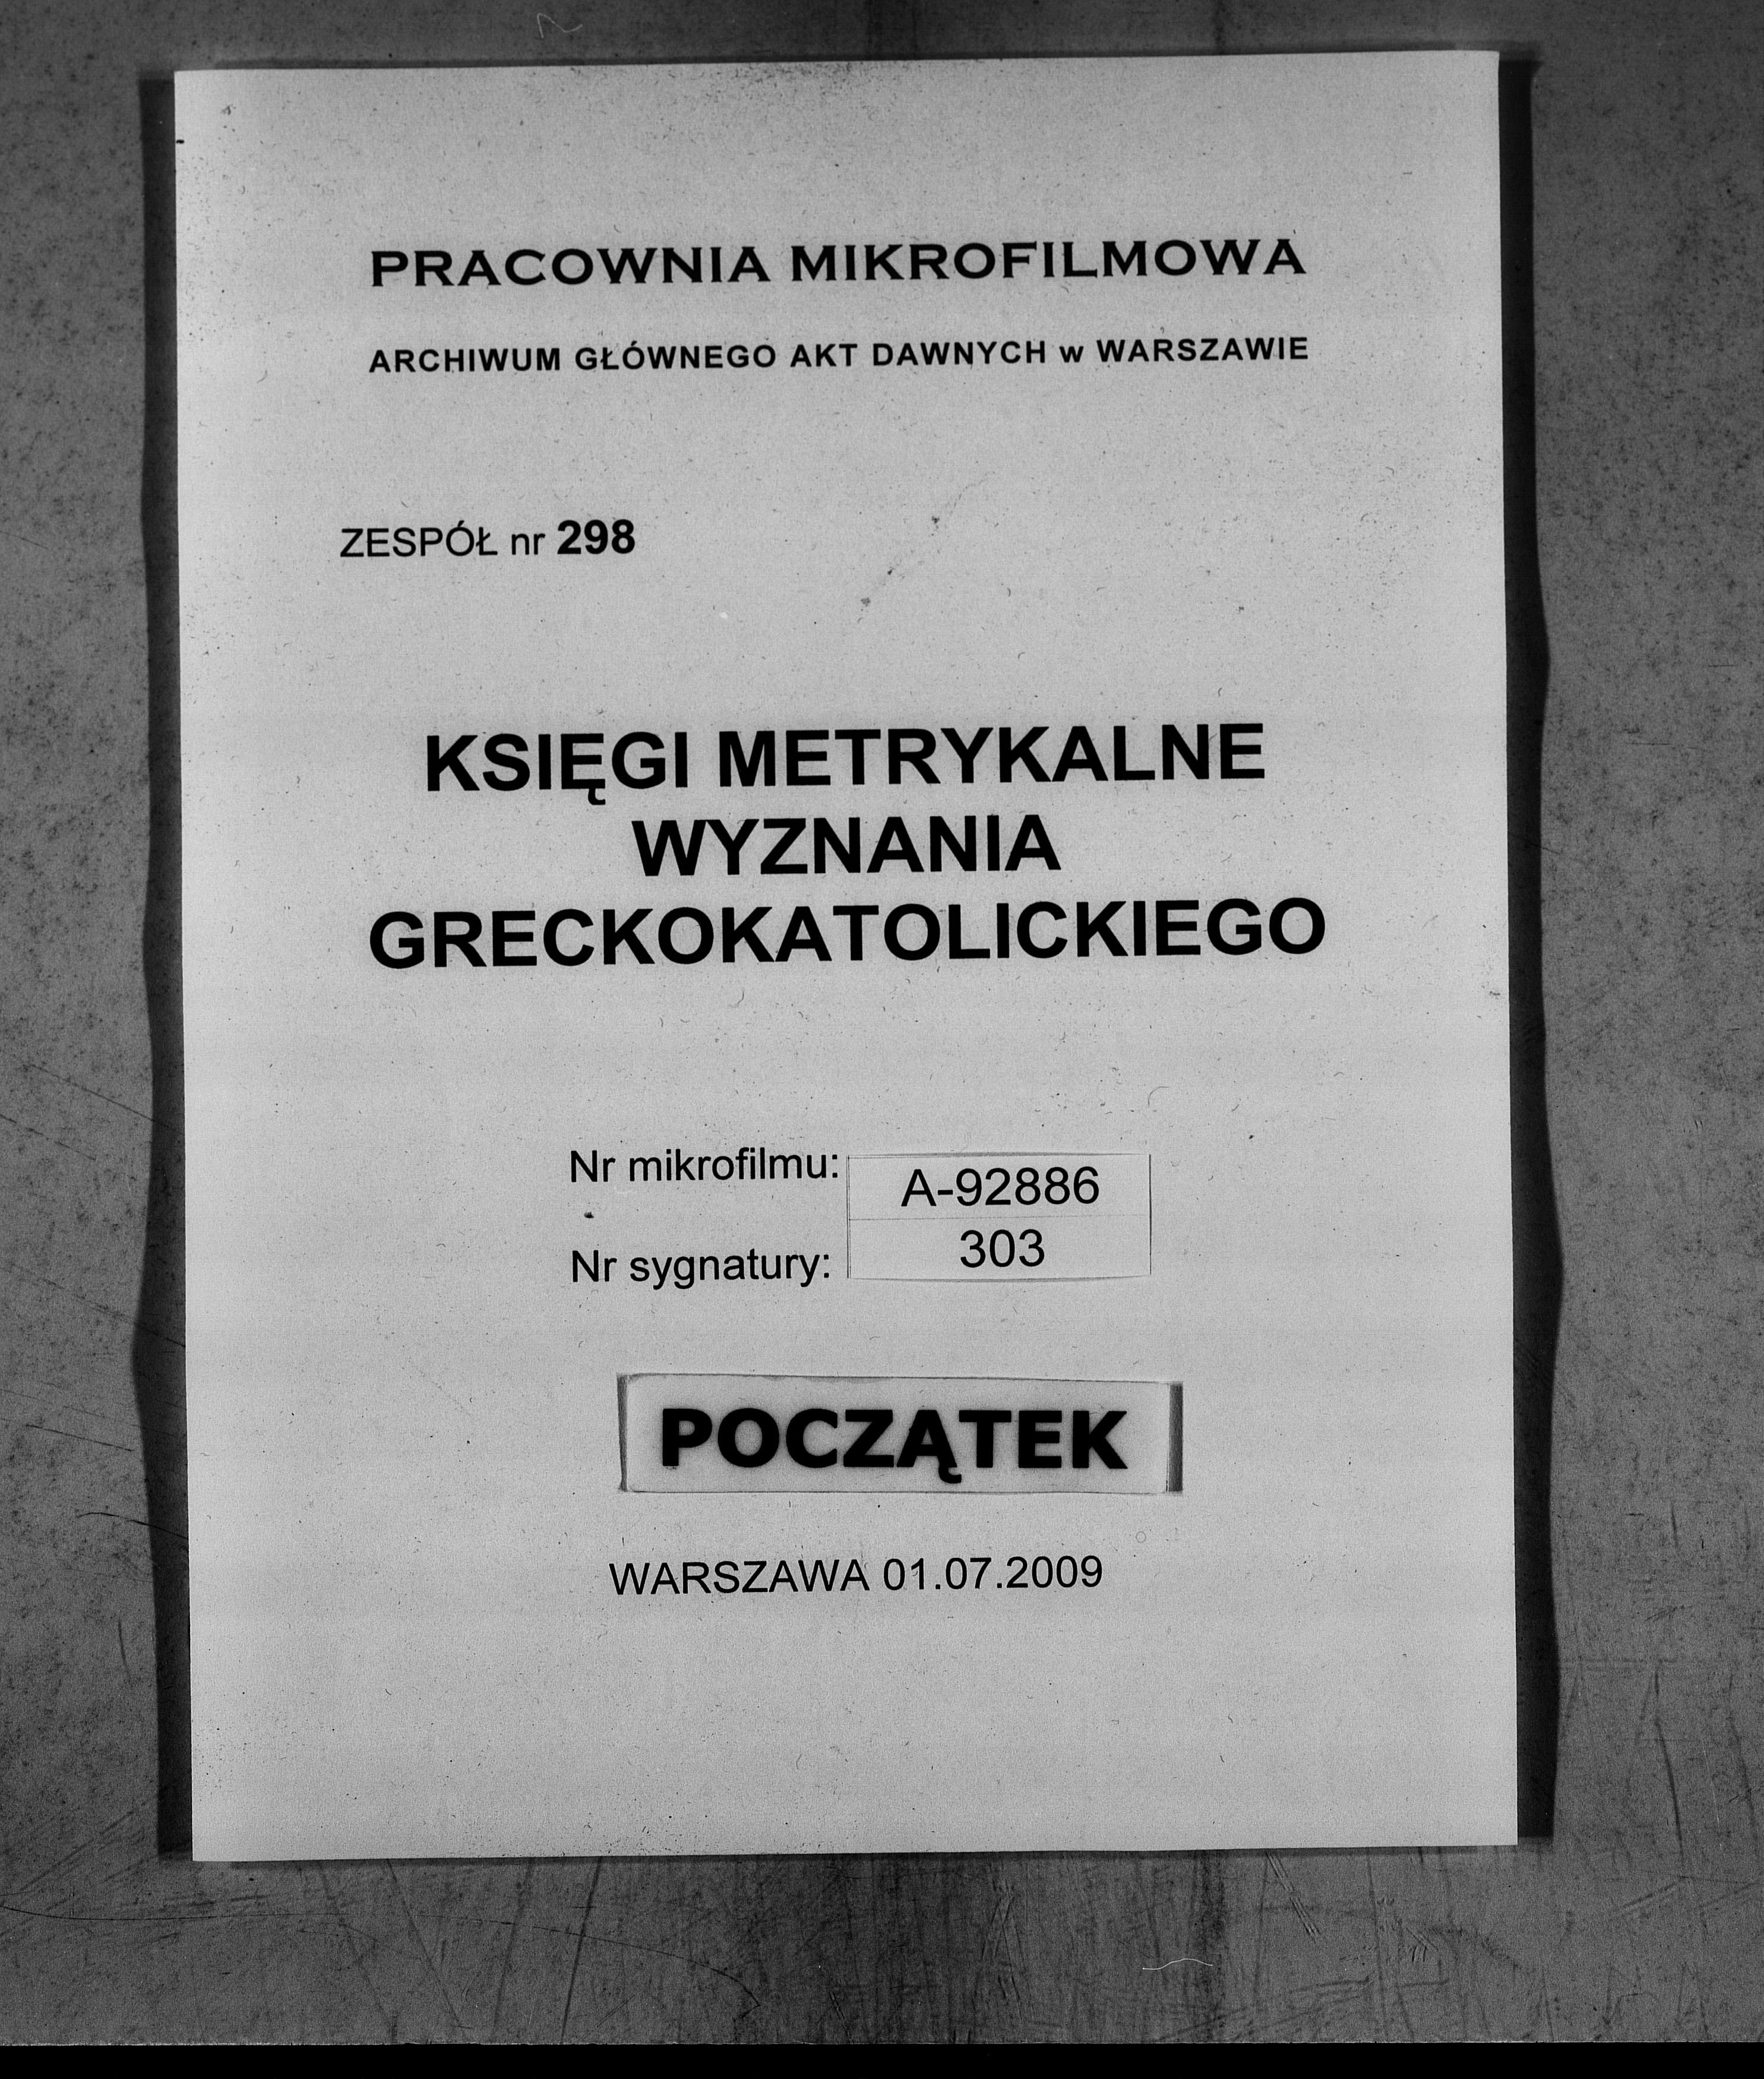 PRACOWNIA MIKROFILMOWA
ARCHIWUM GŁÓWNEGO AKT DAWNYCH w WARSZAWIE
ZESPÓŁ nr 298
KSIĘGI METRYKALNE
WYZNANIA
GRECKOKATOLICKIEGO
Nr mikrofilmu: A-92886
Nr sygnatury: 303
POCZĄTEK
WARSZAWA 01.07.2009